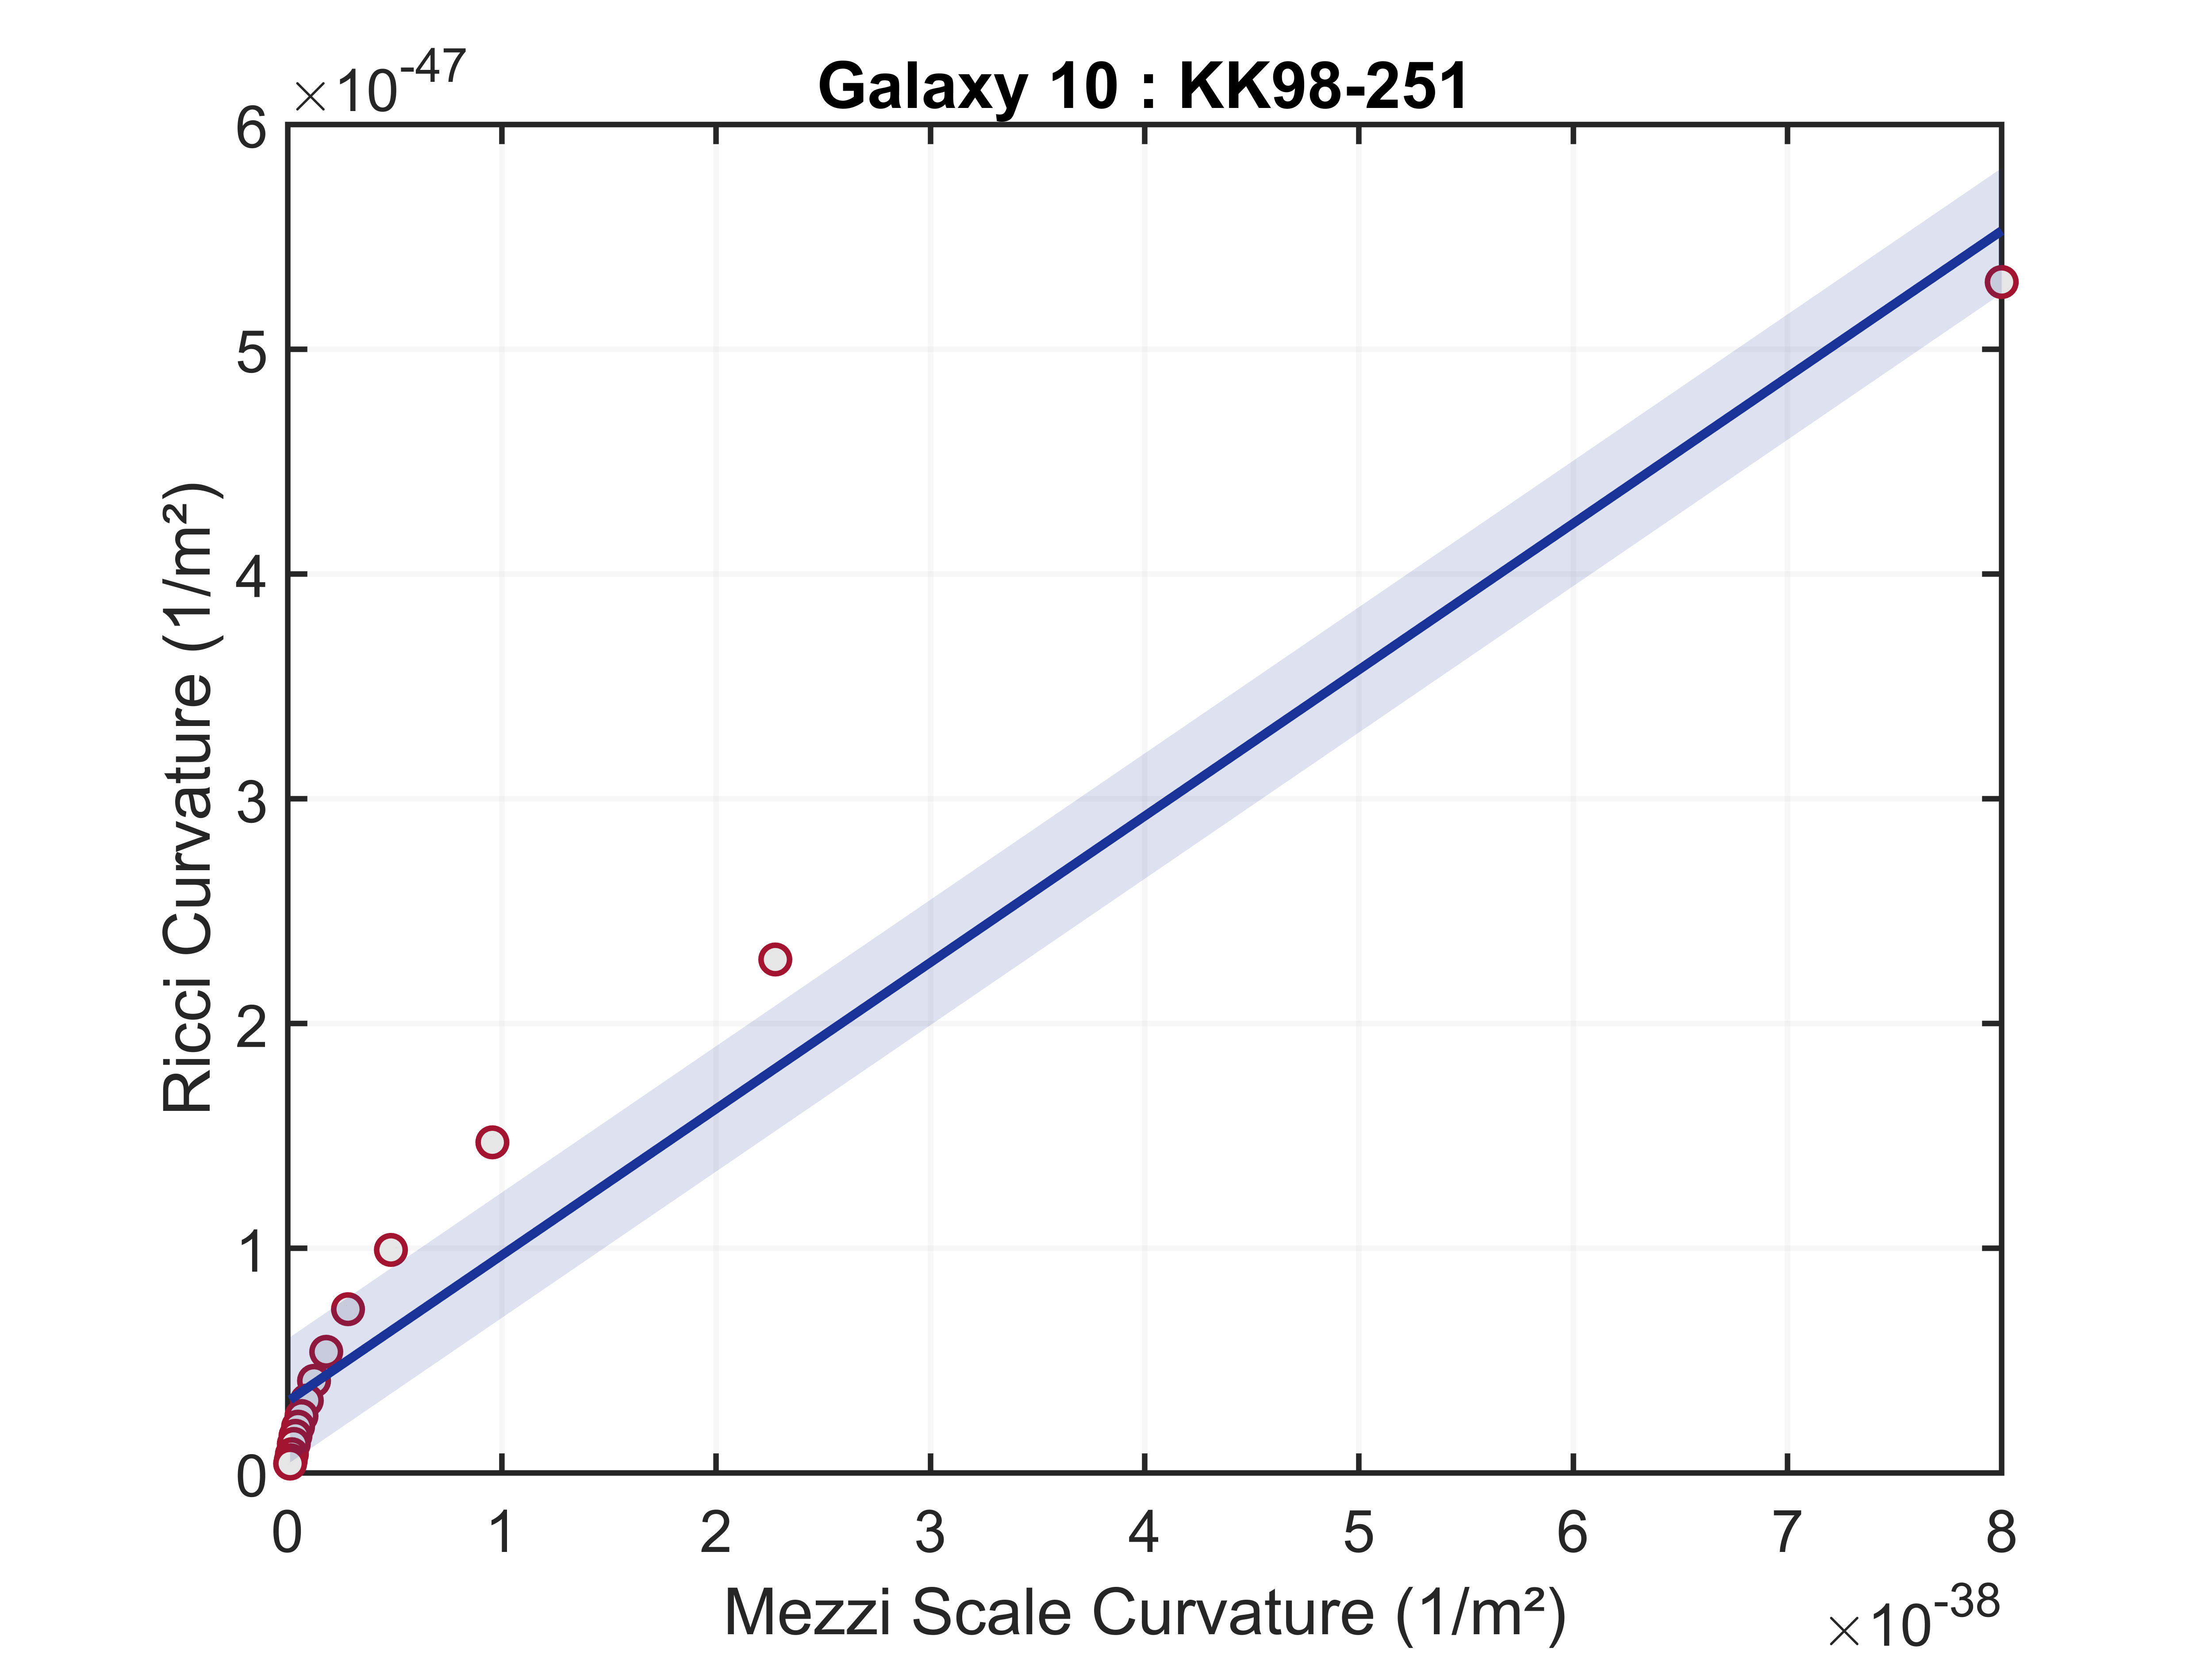 ×10-47
Galaxy 10 : KK98-251
6
5
4
3
2
1
0
Ricci Curvature (1/m²)
0 1 2 3 4 5 6 7 8
Mezzi Scale Curvature (1/m²)
×10-38